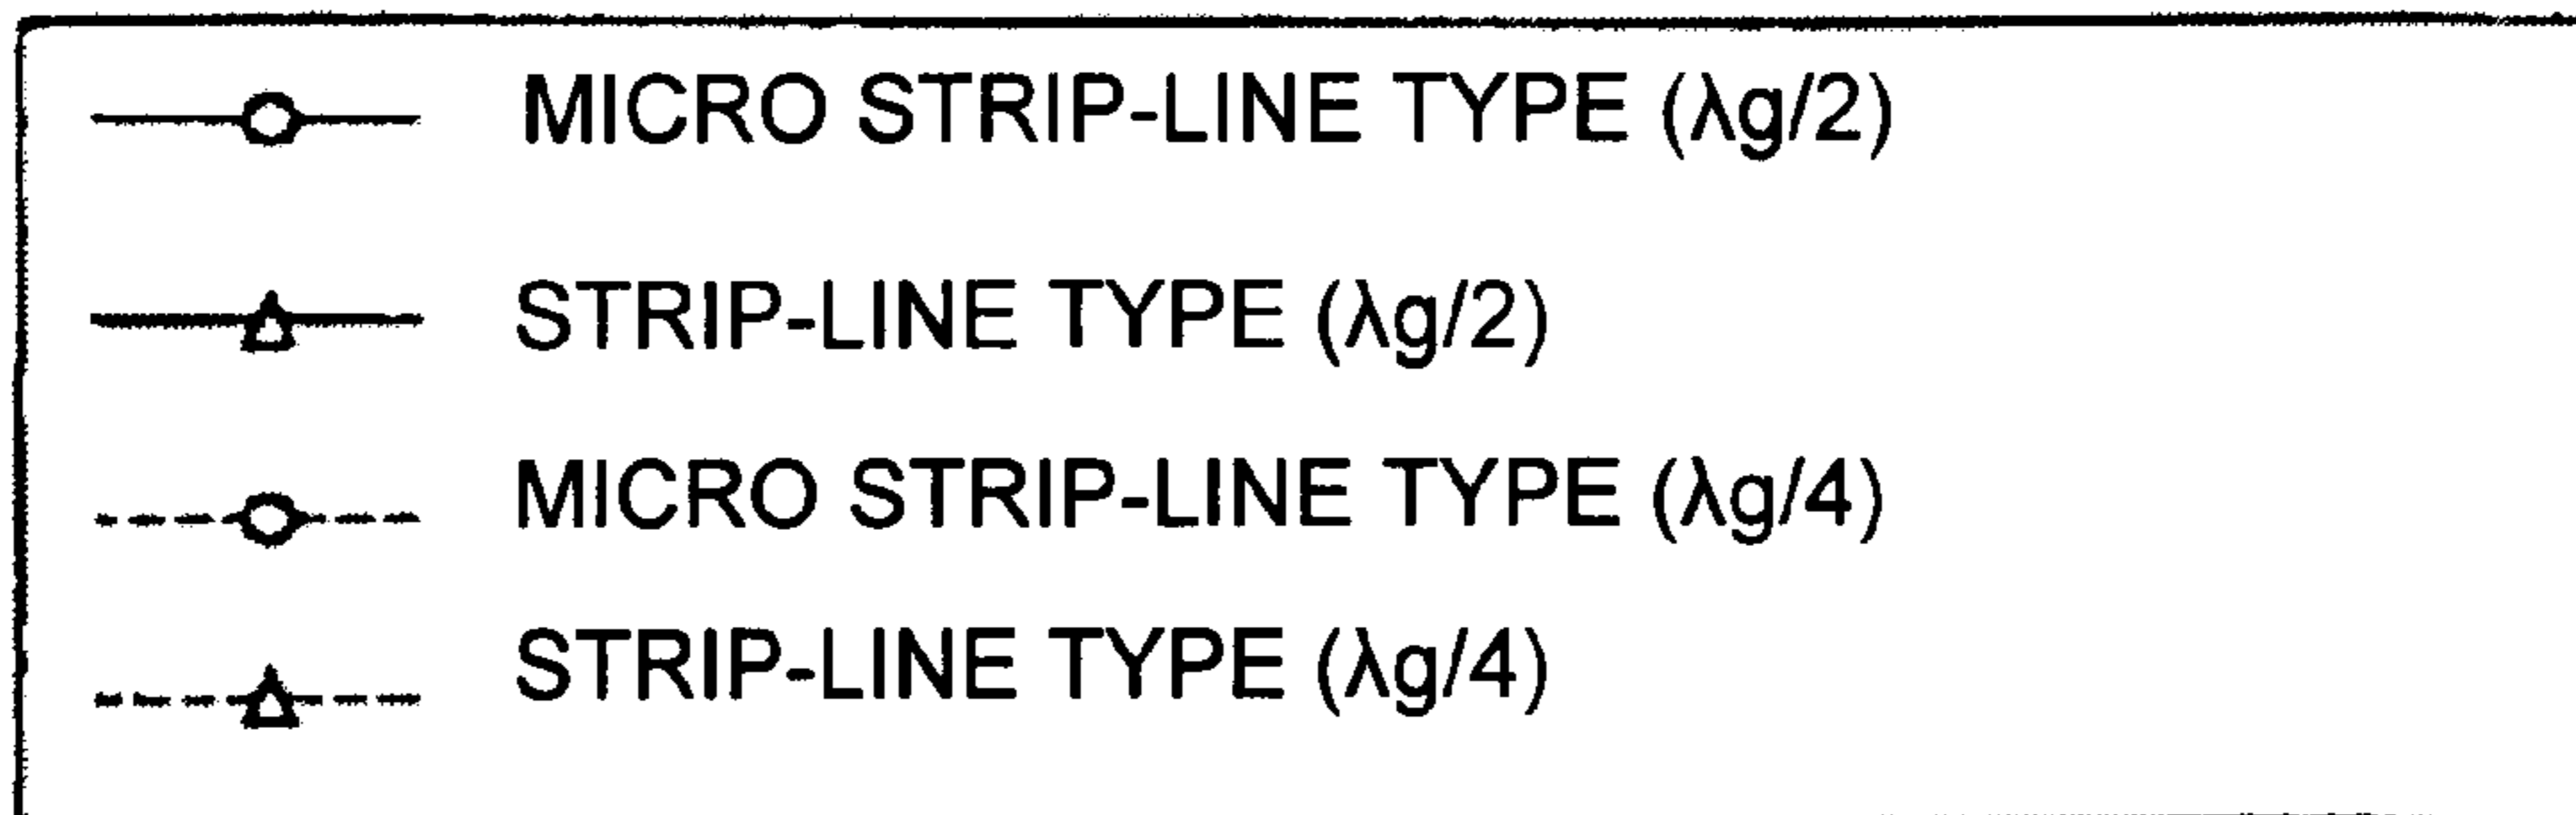 MICRO STRIP-LINE TYPE (λg/2)
STRIP-LINE TYPE (λg/2)
MICRO STRIP-LINE TYPE (λg/4)
STRIP-LINE TYPE (λg/4)